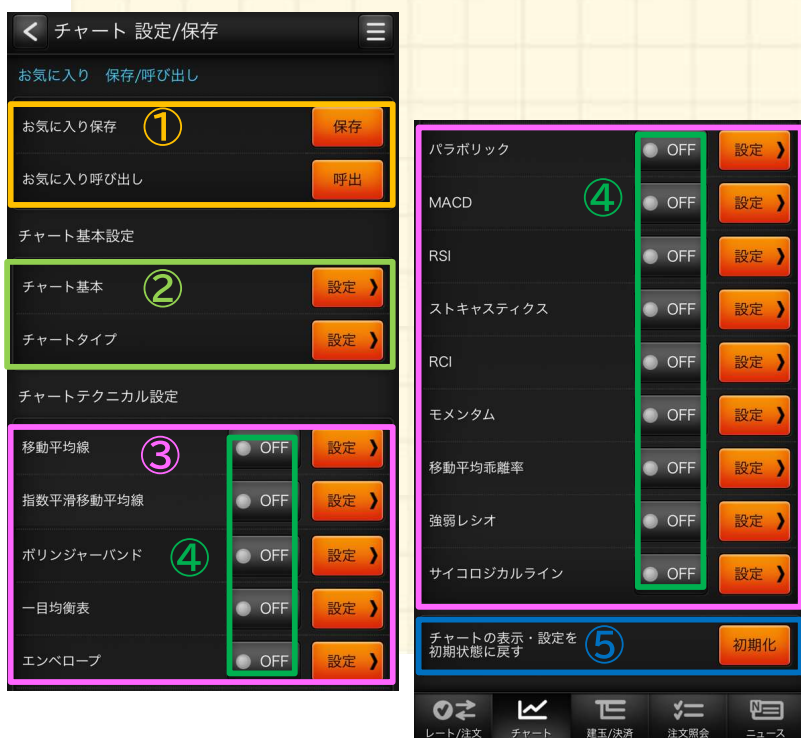 チャート 設定/保存
お気に入り 保存/呼び出し
お気に入り保存 ① 保存
お気に入り呼び出し 呼出
チャート基本設定
チャート基本 ② 設定 ❯
チャートタイプ 設定 ❯
チャートテクニカル設定
移動平均線 ③ OFF 設定 ❯
指数平滑移動平均線 OFF 設定 ❯
ボリンジャーバンド ④ OFF 設定 ❯
一目均衡表 OFF 設定 ❯
エンベロープ OFF 設定 ❯
パラボリック OFF 設定 ❯
MACD ④ OFF 設定 ❯
RSI OFF 設定 ❯
ストキャスティクス OFF 設定 ❯
RCI OFF 設定 ❯
モメンタム OFF 設定 ❯
移動平均乖離率 OFF 設定 ❯
強弱レシオ OFF 設定 ❯
サイコロジカルライン OFF 設定 ❯
チャートの表示・設定を
初期状態に戻す ⑤ 初期化
レート/注文 チャート 建玉/決済 注文照会 ニュース